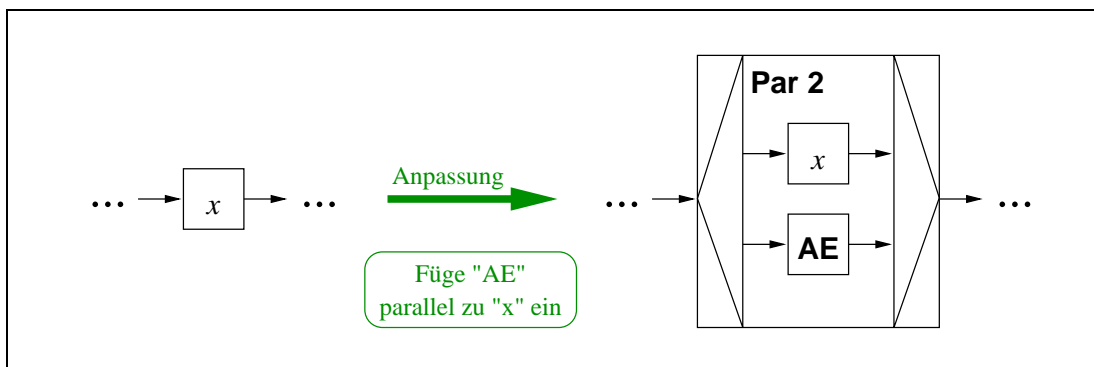 ... x ...
Anpassung
Füge "AE"
parallel zu "x" ein
... Par 2 ...
x
AE